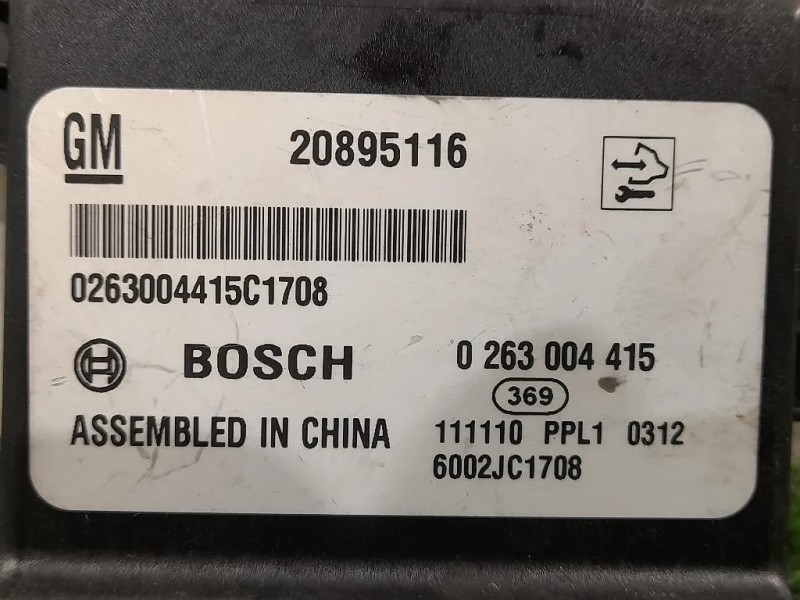 GM 20895116
0263004415C1708
BOSCH 0 263 004 415
369
ASSEMBLED IN CHINA 111110 PPL1 0312
6002JC1708